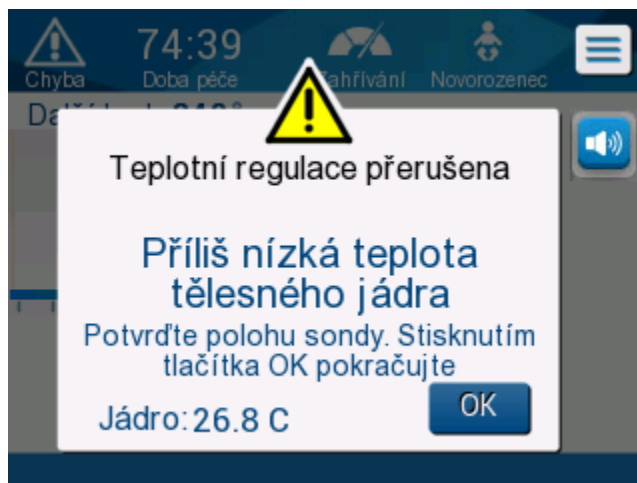 Chyba
74:39
Doba péče
Novorozenec
Teplotní regulace přerušena
Příliš nízká teplota
tělesného jádra
Potvrďte polohu sondy. Stisknutím
tlačítka OK pokračujte
Jádro: 26.8 C
OK